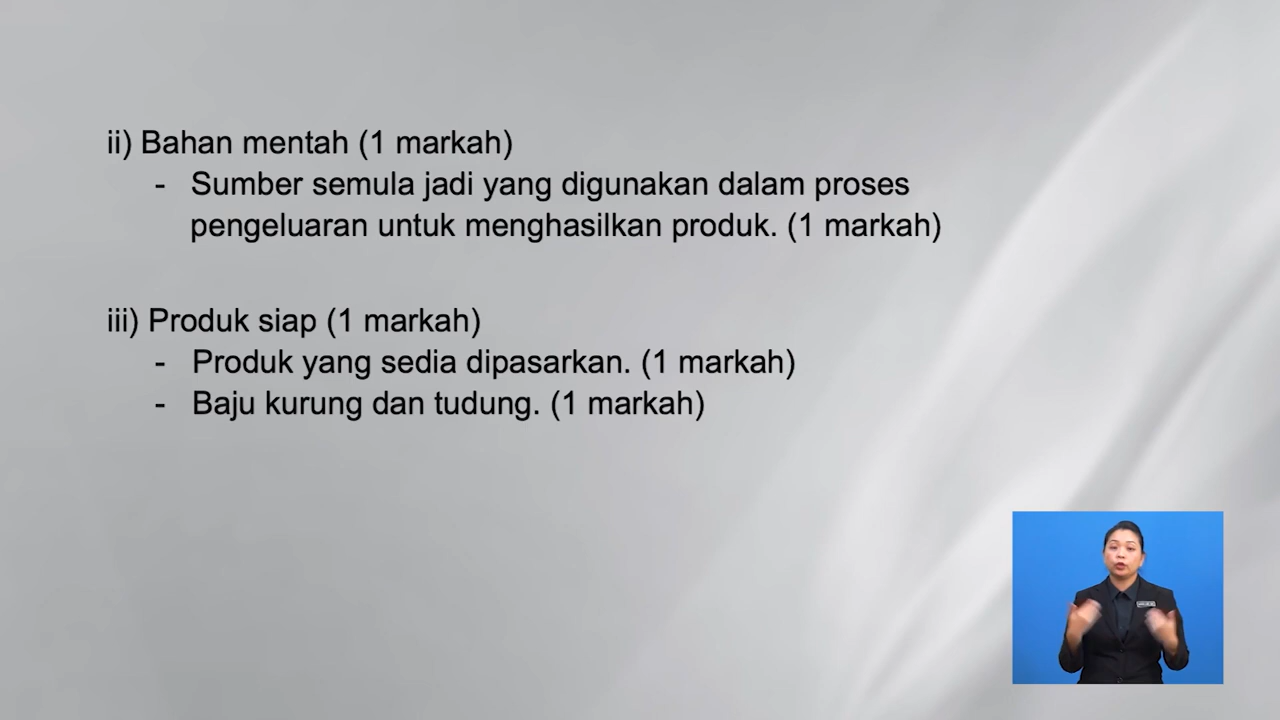 ii) Bahan mentah (1 markah)
- Sumber semula jadi yang digunakan dalam proses
pengeluaran untuk menghasilkan produk. (1 markah)
iii) Produk siap (1 markah)
- Produk yang sedia dipasarkan. (1 markah)
- Baju kurung dan tudung. (1 markah)